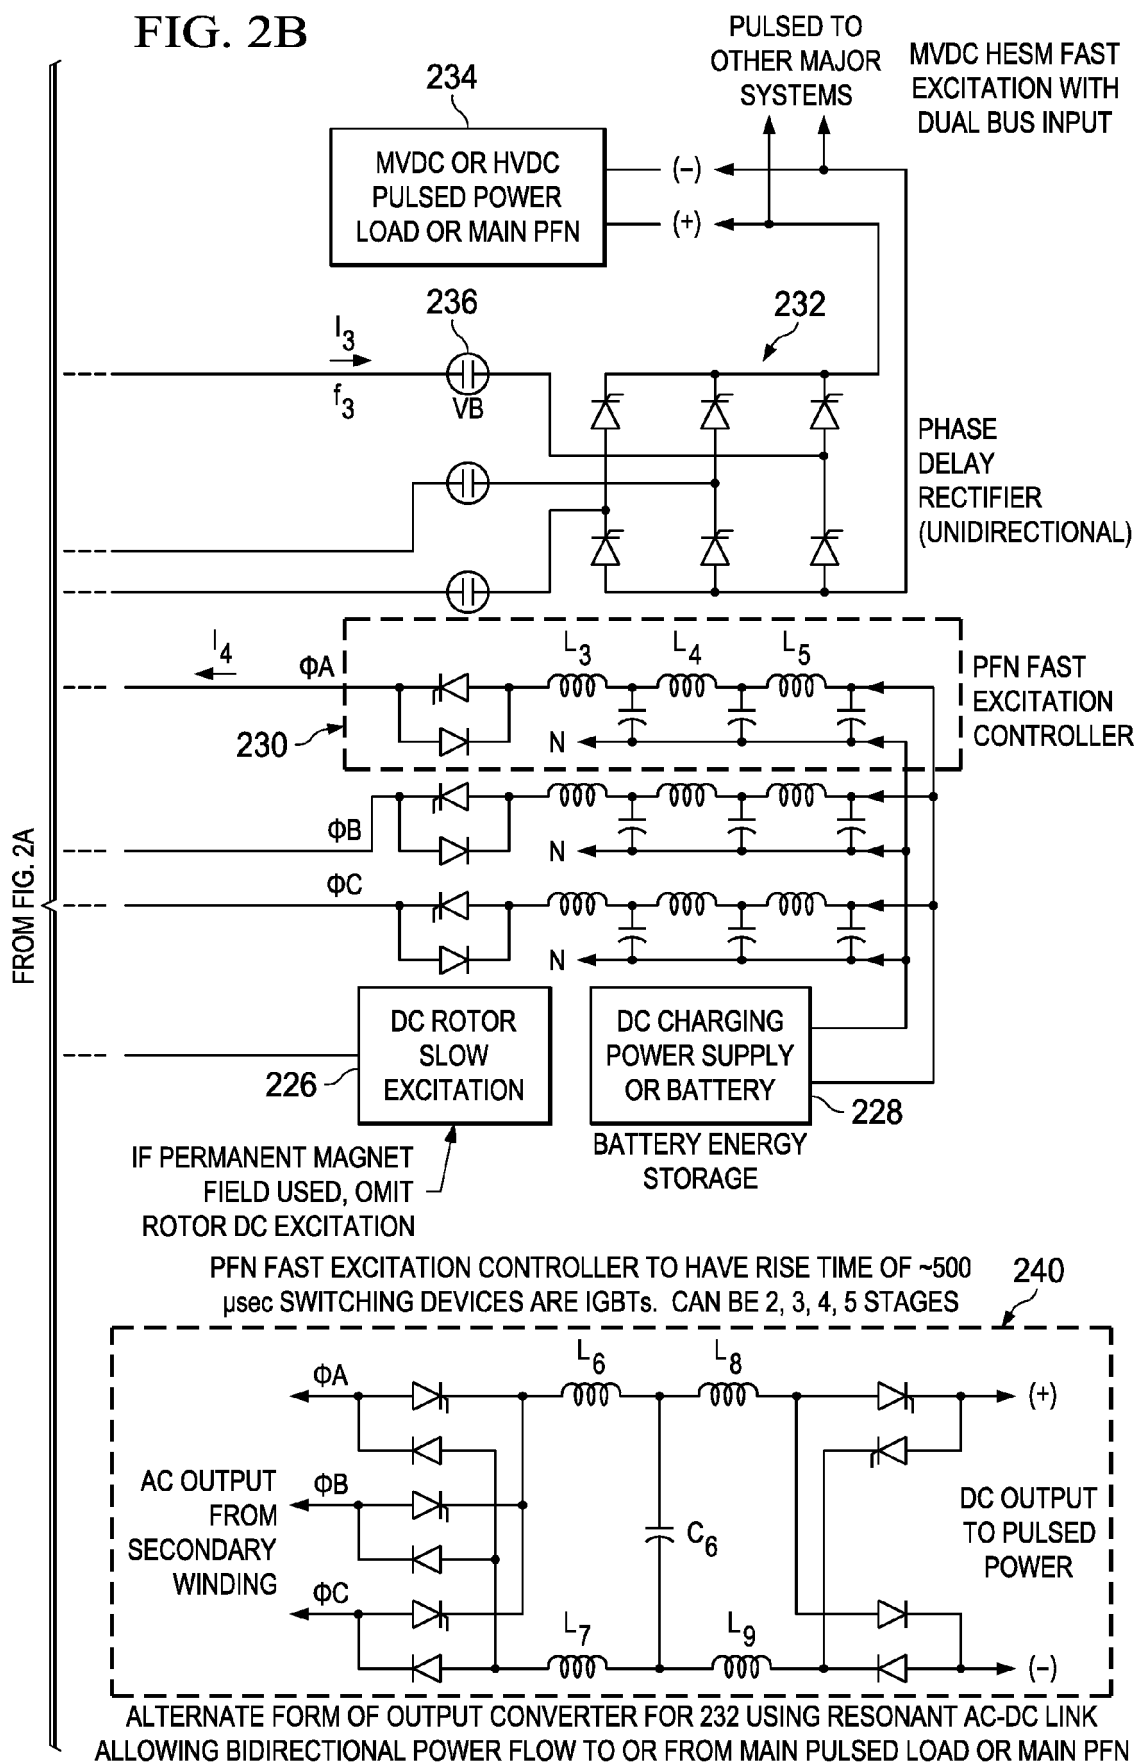 FIG. 2B
PULSED TO
OTHER MAJOR
SYSTEMS
MVDC HESM FAST
EXCITATION WITH
DUAL BUS INPUT
234
MVDC OR HVDC
PULSED POWER
LOAD OR MAIN PFN
(-)
(+)
236
232
I3
f3
VB
PHASE
DELAY
RECTIFIER
(UNIDIRECTIONAL)
I4
ΦA
L3
L4
L5
N
230
PFN FAST
EXCITATION
CONTROLLER
ΦB
N
ΦC
N
FROM FIG. 2A
DC ROTOR
SLOW
EXCITATION
226
DC CHARGING
POWER SUPPLY
OR BATTERY
228
BATTERY ENERGY
STORAGE
IF PERMANENT MAGNET
FIELD USED, OMIT
ROTOR DC EXCITATION
PFN FAST EXCITATION CONTROLLER TO HAVE RISE TIME OF ~500
µsec SWITCHING DEVICES ARE IGBTs. CAN BE 2, 3, 4, 5 STAGES
240
ΦA
L6
L8
(+)
AC OUTPUT
FROM
SECONDARY
WINDING
ΦB
C6
DC OUTPUT
TO PULSED
POWER
ΦC
L7
L9
(-)
ALTERNATE FORM OF OUTPUT CONVERTER FOR 232 USING RESONANT AC-DC LINK
ALLOWING BIDIRECTIONAL POWER FLOW TO OR FROM MAIN PULSED LOAD OR MAIN PFN